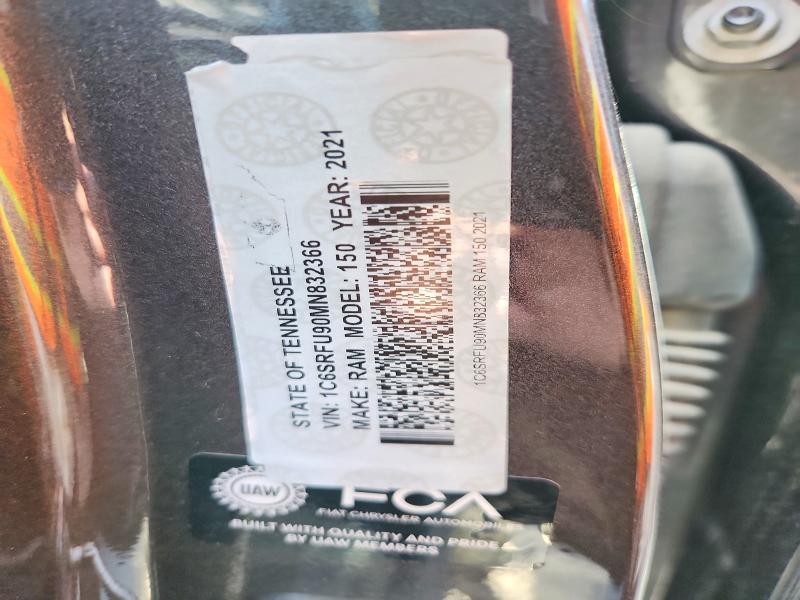 STATE OF TENNESSEE
VIN: 1C6SRFU90MN832366
MAKE: RAM MODEL: 150 YEAR: 2021
1C6SRFU90MN832366 RAM 150 2021
UAW
FCA
FIAT CHRYSLER AUTOMOBILES
BUILT WITH QUALITY AND PRIDE
BY UAW MEMBERS